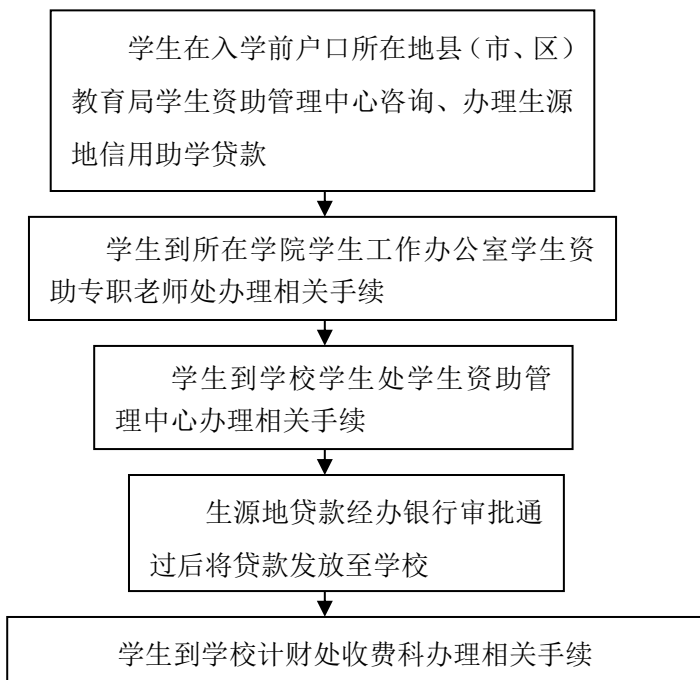 学生在入学前户口所在地县（市、区）
教育局学生资助管理中心咨询、办理生源
地信用助学贷款
学生到所在学院学生工作办公室学生资
助专职老师处办理相关手续
学生到学校学生处学生资助管
理中心办理相关手续
生源地贷款经办银行审批通
过后将贷款发放至学校
学生到学校计财处收费科办理相关手续